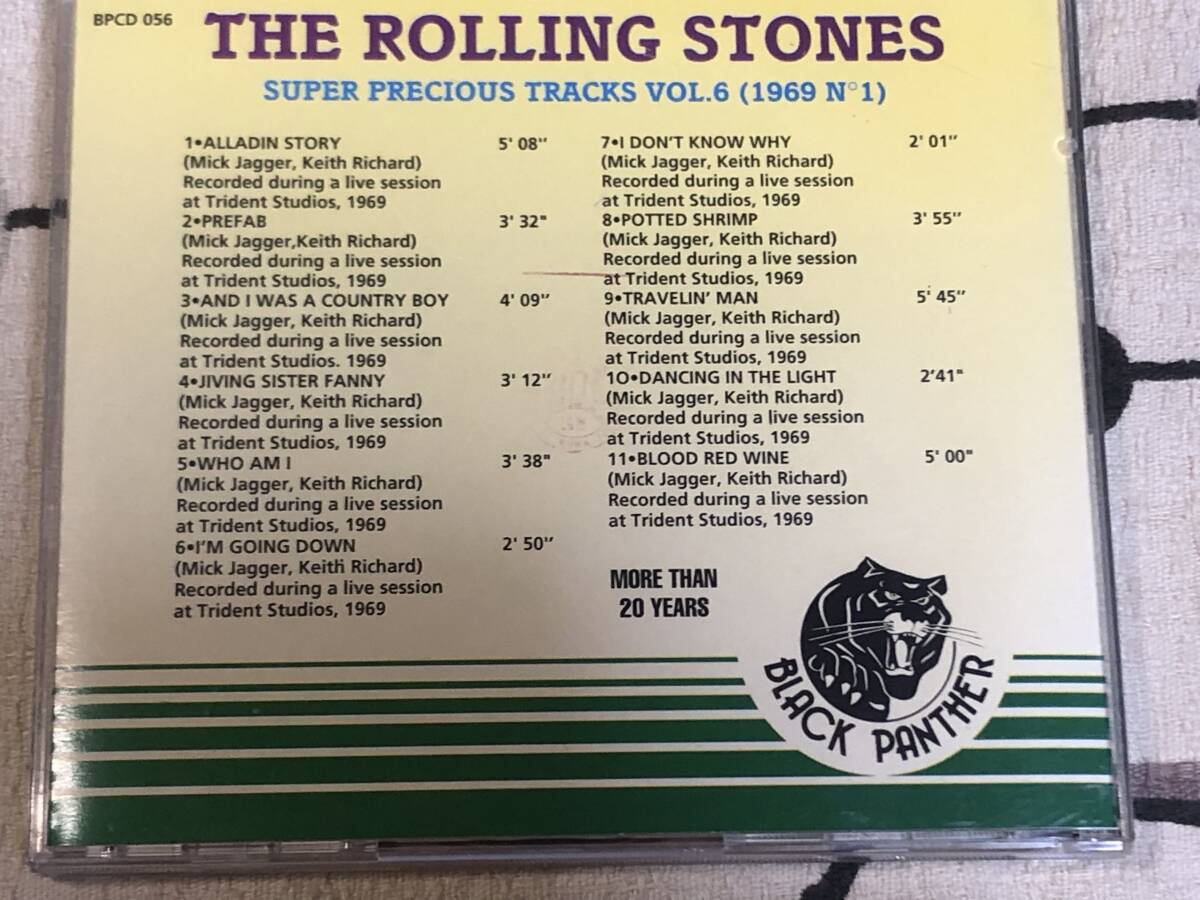 BPCD 056
THE ROLLING STONES
SUPER PRECIOUS TRACKS VOL.6 (1969 N°1)
1•ALLADIN STORY 5' 08"
(Mick Jagger, Keith Richard)
Recorded during a live session
at Trident Studios, 1969
2•PREFAB 3' 32"
(Mick Jagger,Keith Richard)
Recorded during a live session
at Trident Studios, 1969
3•AND I WAS A COUNTRY BOY 4' 09"
(Mick Jagger, Keith Richard)
Recorded during a live session
at Trident Studios. 1969
4•JIVING SISTER FANNY 3' 12"
(Mick Jagger, Keith Richard)
Recorded during a live session
at Trident Studios, 1969
5•WHO AM I 3' 38"
(Mick Jagger, Keith Richard)
Recorded during a live session
at Trident Studios, 1969
6•I'M GOING DOWN 2' 50"
(Mick Jagger, Keith Richard)
Recorded during a live session
at Trident Studios, 1969
7•I DON'T KNOW WHY 2' 01"
(Mick Jagger, Keith Richard)
Recorded during a live session
at Trident Studios, 1969
8•POTTED SHRIMP 3' 55"
(Mick Jagger, Keith Richard)
Recorded during a live session
at Trident Studios, 1969
9•TRAVELIN' MAN 5' 45"
(Mick Jagger, Keith Richard)
Recorded during a live session
at Trident Studios, 1969
10•DANCING IN THE LIGHT 2'41"
(Mick Jagger, Keith Richard)
Recorded during a live session
at Trident Studios, 1969
11•BLOOD RED WINE 5' 00"
(Mick Jagger, Keith Richard)
Recorded during a live session
at Trident Studios, 1969
MORE THAN
20 YEARS
BLACK PANTHER